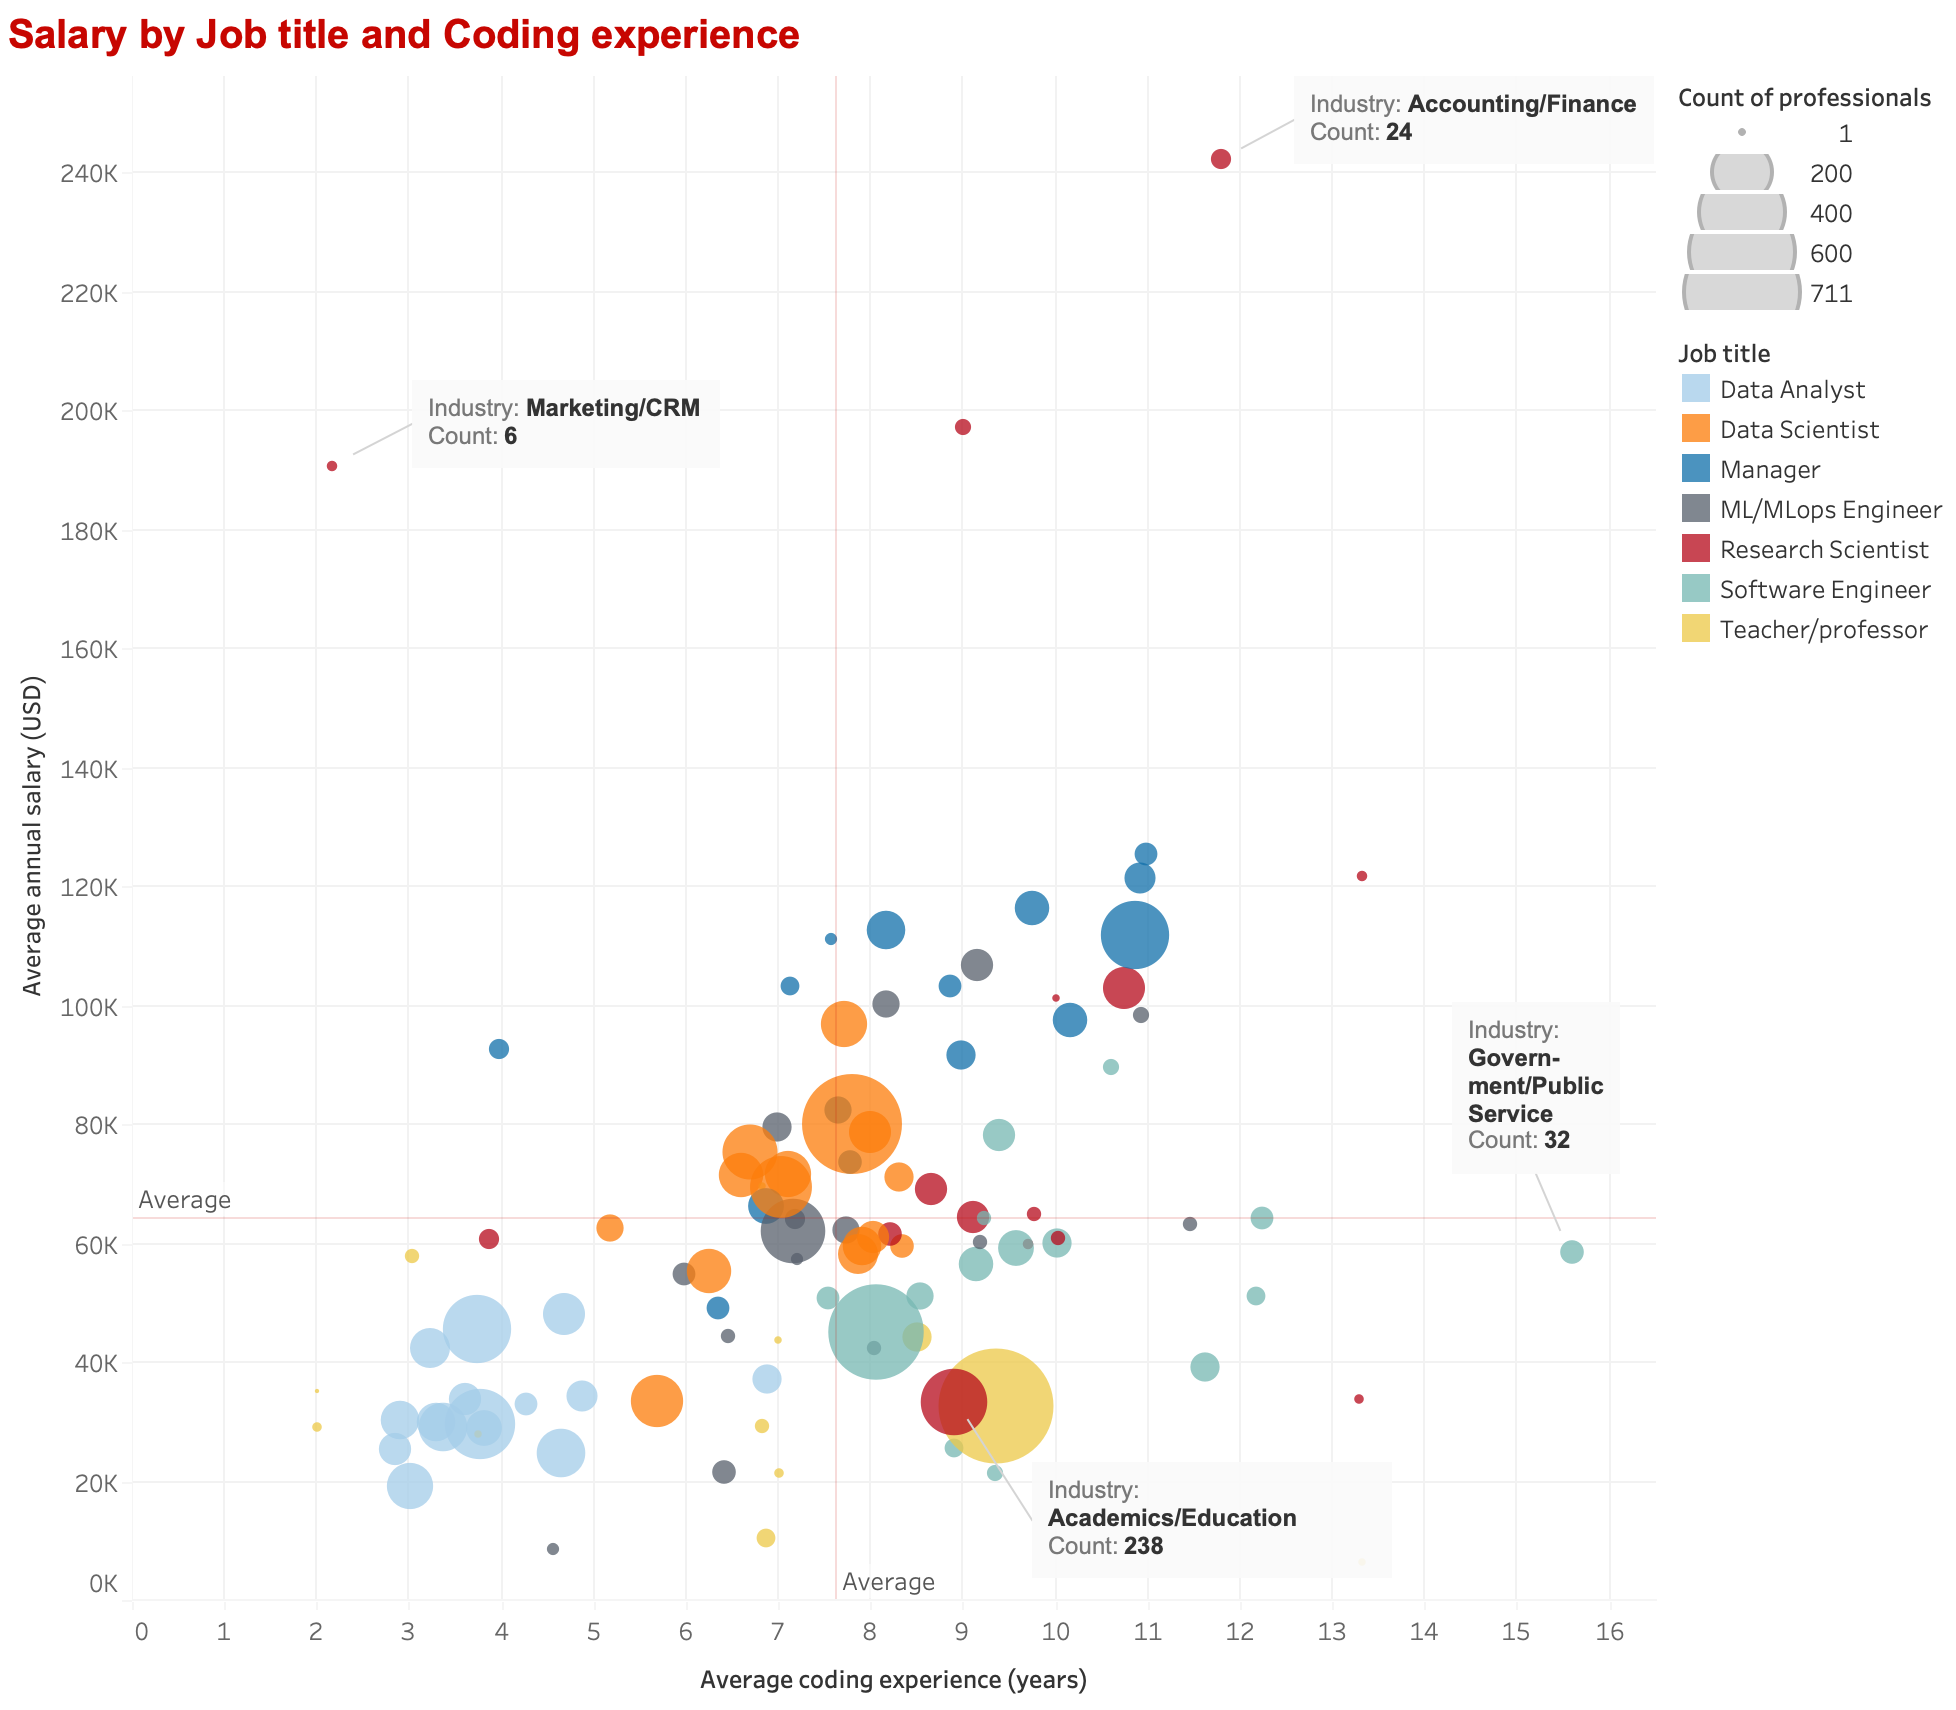 Salary by Job title and Coding experience
Industry: Accounting/Finance
Count: 24
Industry: Marketing/CRM
Count: 6
Industry:
Govern-
ment/Public
Service
Count: 32
Industry:
Academics/Education
Count: 238
Average
Average
240K
220K
200K
180K
160K
140K
120K
100K
80K
60K
40K
20K
0K
Average annual salary (USD)
0 1 2 3 4 5 6 7 8 9 10 11 12 13 14 15 16
Average coding experience (years)
Count of professionals
1
200
400
600
711
Job title
Data Analyst
Data Scientist
Manager
ML/MLops Engineer
Research Scientist
Software Engineer
Teacher/professor